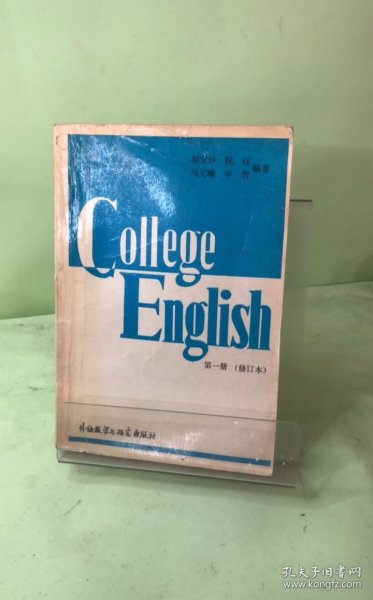 胡文仲 祝珏
马元曦 李贺 编著
College
English
第一册 （修订本）
外语教学与研究出版社
孔夫子旧书网
www.kongfz.com